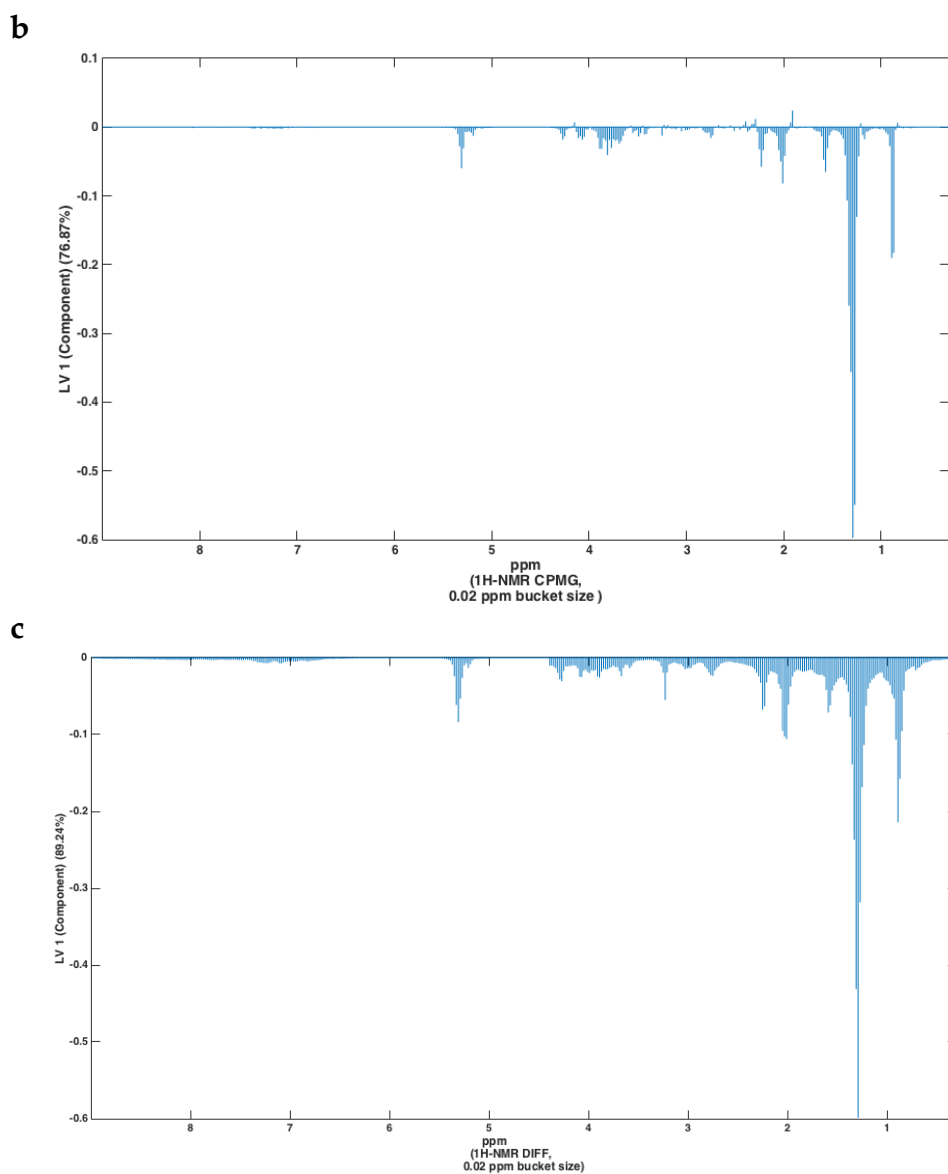 b
0.1
0
-0.1
-0.2
-0.3
-0.4
-0.5
-0.6
LV 1 (Component) (76.87%)
8 7 6 5 4 3 2 1
ppm
(1H-NMR CPMG,
0.02 ppm bucket size )
c
0
-0.1
-0.2
-0.3
-0.4
-0.5
-0.6
LV 1 (Component) (89.24%)
8 7 6 5 4 3 2 1
ppm
(1H-NMR DIFF,
0.02 ppm bucket size)